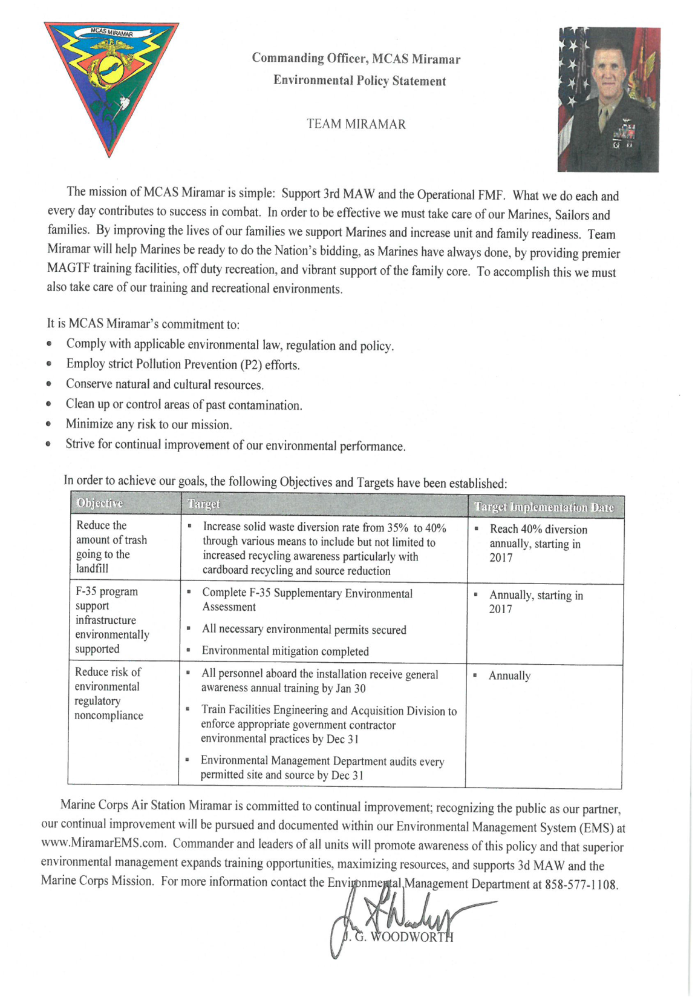 MCAS MIRAMAR
Commanding Officer, MCAS Miramar
Environmental Policy Statement
TEAM MIRAMAR
The mission of MCAS Miramar is simple:  Support 3rd MAW and the Operational FMF.  What we do each and
every day contributes to success in combat.  In order to be effective we must take care of our Marines, Sailors and
families.  By improving the lives of our families we support Marines and increase unit and family readiness.  Team
Miramar will help Marines be ready to do the Nation's bidding, as Marines have always done, by providing premier
MAGTF training facilities, off duty recreation, and vibrant support of the family core.  To accomplish this we must
also take care of our training and recreational environments.
It is MCAS Miramar's commitment to:
• Comply with applicable environmental law, regulation and policy.
• Employ strict Pollution Prevention (P2) efforts.
• Conserve natural and cultural resources.
• Clean up or control areas of past contamination.
• Minimize any risk to our mission.
• Strive for continual improvement of our environmental performance.
In order to achieve our goals, the following Objectives and Targets have been established:
Objective
Target
Target Implementation Date
Reduce the
amount of trash
going to the
landfill
▪ Increase solid waste diversion rate from 35%  to 40%
through various means to include but not limited to
increased recycling awareness particularly with
cardboard recycling and source reduction
▪ Reach 40% diversion
annually, starting in
2017
F-35 program
support
infrastructure
environmentally
supported
▪ Complete F-35 Supplementary Environmental
Assessment
▪ All necessary environmental permits secured
▪ Environmental mitigation completed
▪ Annually, starting in
2017
Reduce risk of
environmental
regulatory
noncompliance
▪ All personnel aboard the installation receive general
awareness annual training by Jan 30
▪ Train Facilities Engineering and Acquisition Division to
enforce appropriate government contractor
environmental practices by Dec 31
▪ Environmental Management Department audits every
permitted site and source by Dec 31
▪ Annually
Marine Corps Air Station Miramar is committed to continual improvement; recognizing the public as our partner,
our continual improvement will be pursued and documented within our Environmental Management System (EMS) at
www.MiramarEMS.com.  Commander and leaders of all units will promote awareness of this policy and that superior
environmental management expands training opportunities, maximizing resources, and supports 3d MAW and the
Marine Corps Mission.  For more information contact the Environmental Management Department at 858-577-1108.
J. G. WOODWORTH